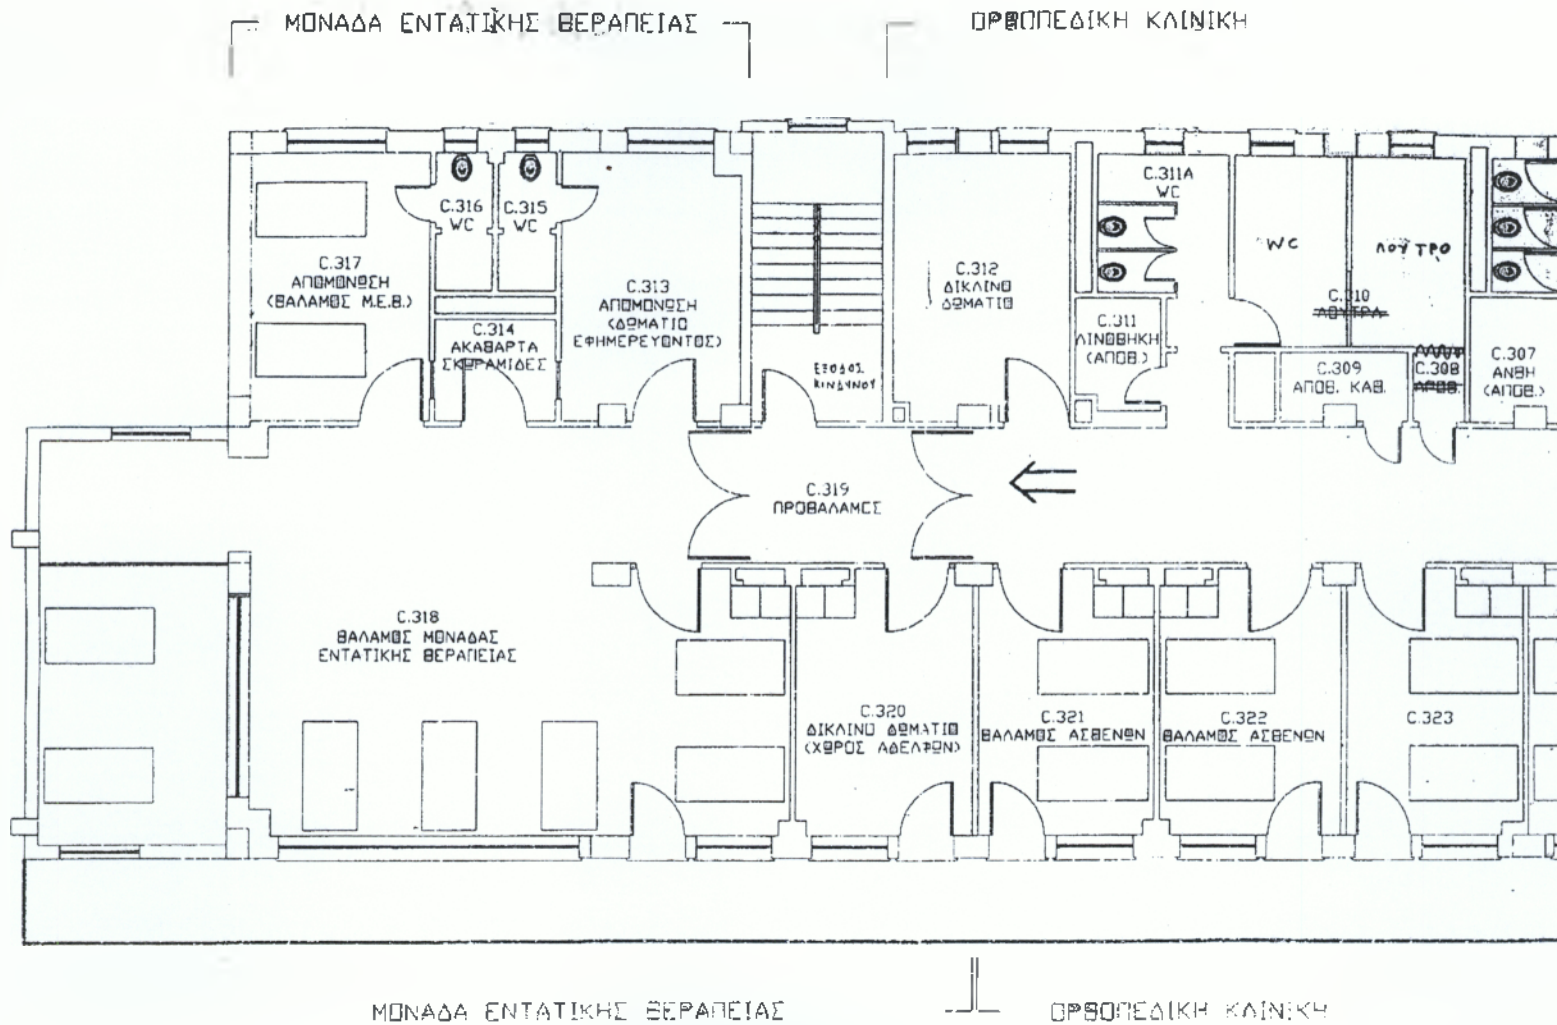 ΜΟΝΑΔΑ ΕΝΤΑΤΙΚΗΣ ΘΕΡΑΠΕΙΑΣ
ΟΡΘΟΠΕΔΙΚΗ ΚΛΙΝΙΚΗ
C.317
ΑΠΟΜΟΝΩΣΗ
(ΘΑΛΑΜΟΣ Μ.Ε.Θ.)
C.316
WC
C.315
WC
C.314
ΑΚΑΘΑΡΤΑ
ΣΚΩΡΑΜΙΔΕΣ
C.313
ΑΠΟΜΟΝΩΣΗ
(ΔΩΜΑΤΙΟ
ΕΦΗΜΕΡΕΥΟΝΤΟΣ)
ΕΞΟΔΟΣ
ΚΙΝΔΥΝΟΥ
C.312
ΔΙΚΛΙΝΟ
ΔΩΜΑΤΙΟ
C.311A
WC
C.311
ΛΙΝΟΘΗΚΗ
(ΑΠΟΘ.)
WC
ΛΟΥΤΡΟ
C.310
ΛΟΥΤΡΑ
C.309
ΑΠΟΘ. ΚΑΘ.
C.308
ΑΠΟΘ.
C.307
ΑΝΘΗ
(ΑΠΟΘ.)
C.319
ΠΡΟΘΑΛΑΜΟΣ
C.318
ΘΑΛΑΜΟΣ ΜΟΝΑΔΑΣ
ΕΝΤΑΤΙΚΗΣ ΘΕΡΑΠΕΙΑΣ
C.320
ΔΙΚΛΙΝΟ ΔΩΜΑΤΙΟ
(ΧΩΡΟΣ ΑΔΕΛΦΩΝ)
C.321
ΘΑΛΑΜΟΣ ΑΣΘΕΝΩΝ
C.322
ΘΑΛΑΜΟΣ ΑΣΘΕΝΩΝ
C.323
ΜΟΝΑΔΑ ΕΝΤΑΤΙΚΗΣ ΘΕΡΑΠΕΙΑΣ
ΟΡΘΟΠΕΔΙΚΗ ΚΛΙΝΙΚΗ